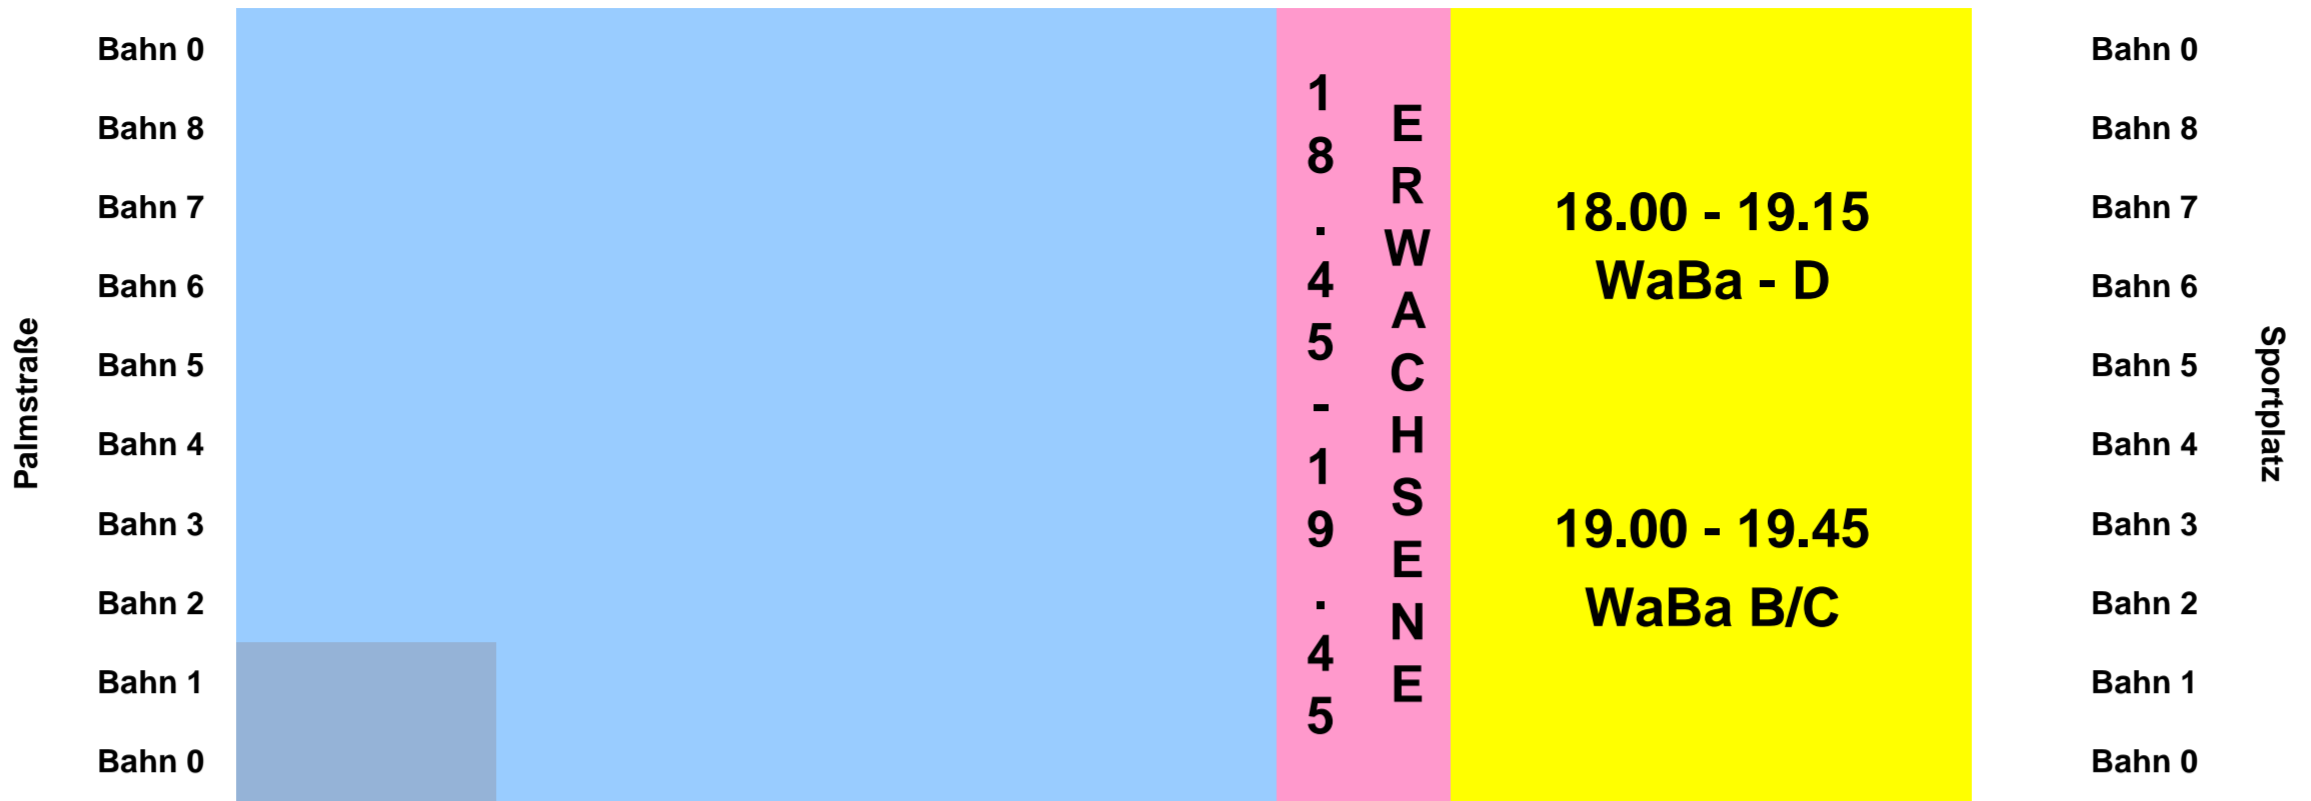 Palmstraße
Bahn 0
Bahn 8
Bahn 7
Bahn 6
Bahn 5
Bahn 4
Bahn 3
Bahn 2
Bahn 1
Bahn 0
18.45-19.45
ERWACHSENE
18.00 - 19.15
WaBa - D
19.00 - 19.45
WaBa B/C
Bahn 0
Bahn 8
Bahn 7
Bahn 6
Bahn 5
Bahn 4
Bahn 3
Bahn 2
Bahn 1
Bahn 0
Sportplatz